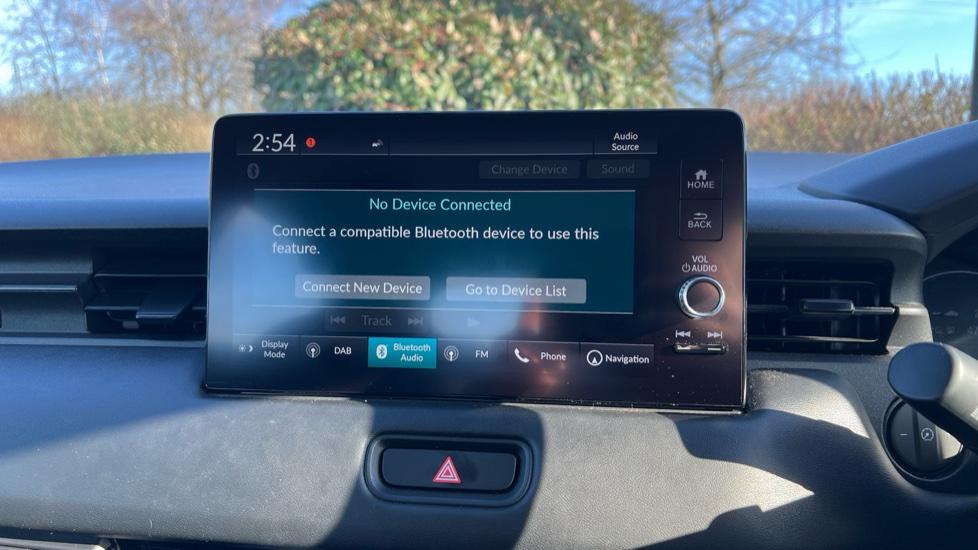 2:54
1
Audio
Source
Change Device
Sound
No Device Connected
Connect a compatible Bluetooth device to use this
feature.
Connect New Device
Go to Device List
Track
Display
Mode
DAB
Bluetooth
Audio
FM
Phone
Navigation
HOME
BACK
VOL
AUDIO